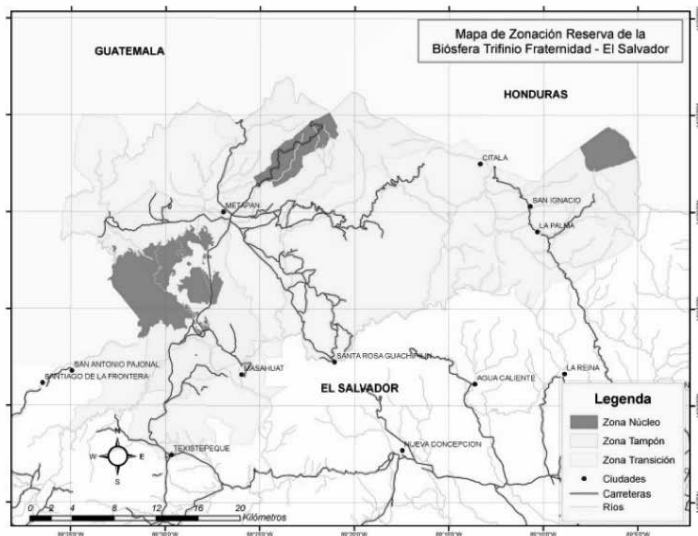 Mapa de Zonación Reserva de la
Biósfera Trifinio Fraternidad - El Salvador
GUATEMALA
HONDURAS
CITALA
SAN IGNACIO
METAPAN
LA PALMA
SANTA ROSA GUACHIPILIN
SAN ANTONIO PAJONAL
SANTIAGO DE LA FRONTERA
MASAHUAT
EL SALVADOR
AGUA CALIENTE
LA REINA
TEXISTEPEQUE
NUEVA CONCEPCION
N
W E
S
0 2 4 8 12 16 20
Kilómetros
Legenda
Zona Núcleo
Zona Tampón
Zona Transición
Ciudades
Carreteras
Ríos